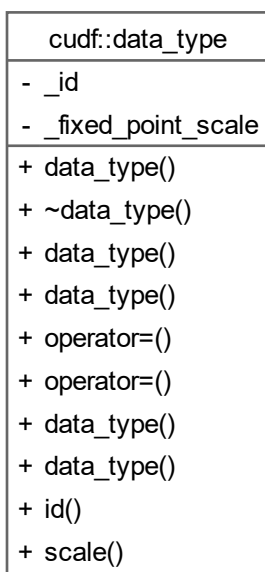 cudf::data_type
- _id
- _fixed_point_scale
+ data_type()
+ ~data_type()
+ data_type()
+ data_type()
+ operator=()
+ operator=()
+ data_type()
+ data_type()
+ id()
+ scale()